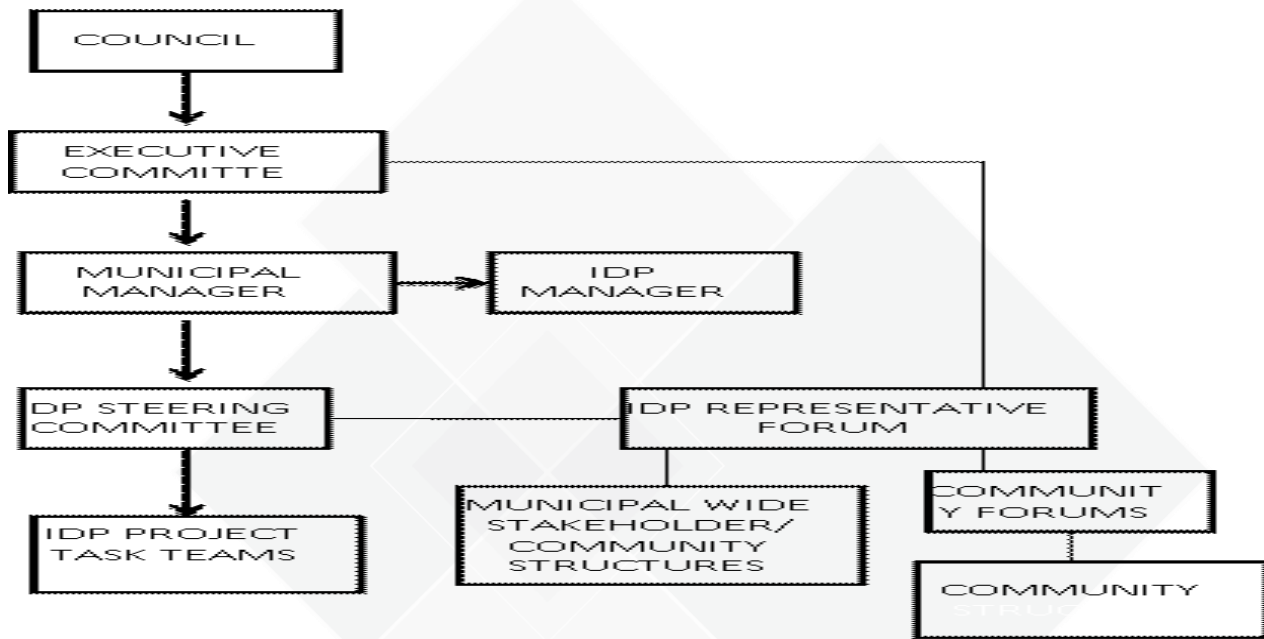 COUNCIL
EXECUTIVE
COMMITTE
MUNICIPAL
MANAGER
IDP
MANAGER
DP STEERING
COMMITTEE
IDP REPRESENTATIVE
FORUM
IDP PROJECT
TASK TEAMS
MUNICIPAL WIDE
STAKEHOLDER/
COMMUNITY
STRUCTURES
COMMUNIT
Y FORUMS
COMMUNITY